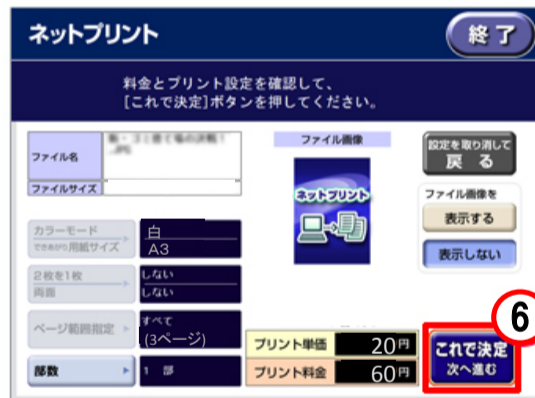 ネットプリント
終了
料金とプリント設定を確認して、
[これで決定]ボタンを押してください。
ファイル名
.JPG
ファイルサイズ
ファイル画像
ネットプリント
設定を取り消して
戻る
ファイル画像を
表示する
表示しない
カラーモード
できあがり用紙サイズ
白
A3
2枚を1枚
両面
しない
しない
ページ範囲指定
すべて
(3ページ)
部数
1 部
プリント単価 20円
プリント料金 60円
6
これで決定
次へ進む